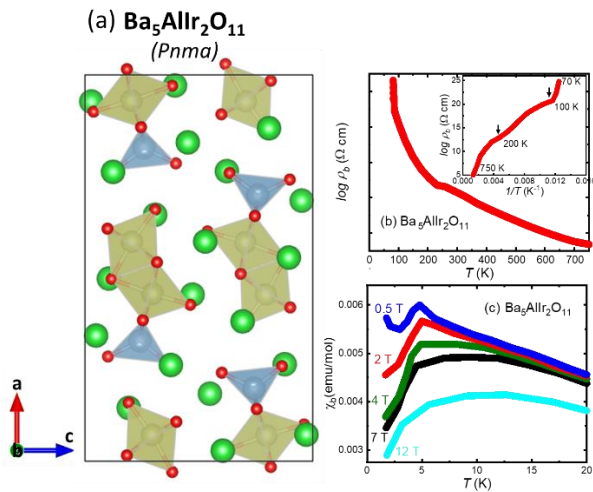 (a) Ba₅AlIr₂O₁₁
(Pnma)
a
b
c
log ρb (Ω cm)
25
20
15
10
5
0.000 0.004 0.008 0.012 0.016
1/T (K⁻¹)
log ρb (Ω cm)
70 K
100 K
200 K
750 K
(b) Ba₅AlIr₂O₁₁
0 100 200 300 400 500 600 700
T (K)
(c) Ba₅AlIr₂O₁₁
χb(emu/mol)
0.006
0.005
0.004
0.003
0.5 T
2 T
4 T
7 T
12 T
0 5 10 15 20
T (K)